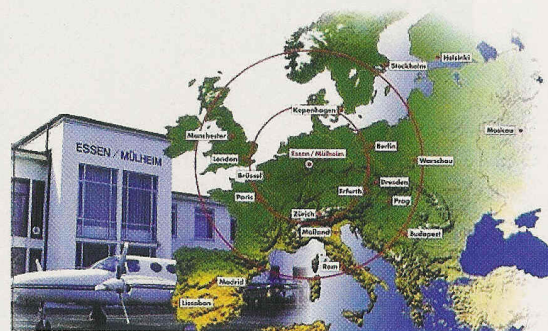 ESSEN / MÜLHEIM
Helsinki
Stockholm
Kopenhagen
Moskau
Manchester
Berlin
London
Essen / Mülheim
Warschau
Brüssel
Dresden
Paris
Erferth
Prag
Zürich
Mailand
Budapest
Rom
Madrid
Lissabon